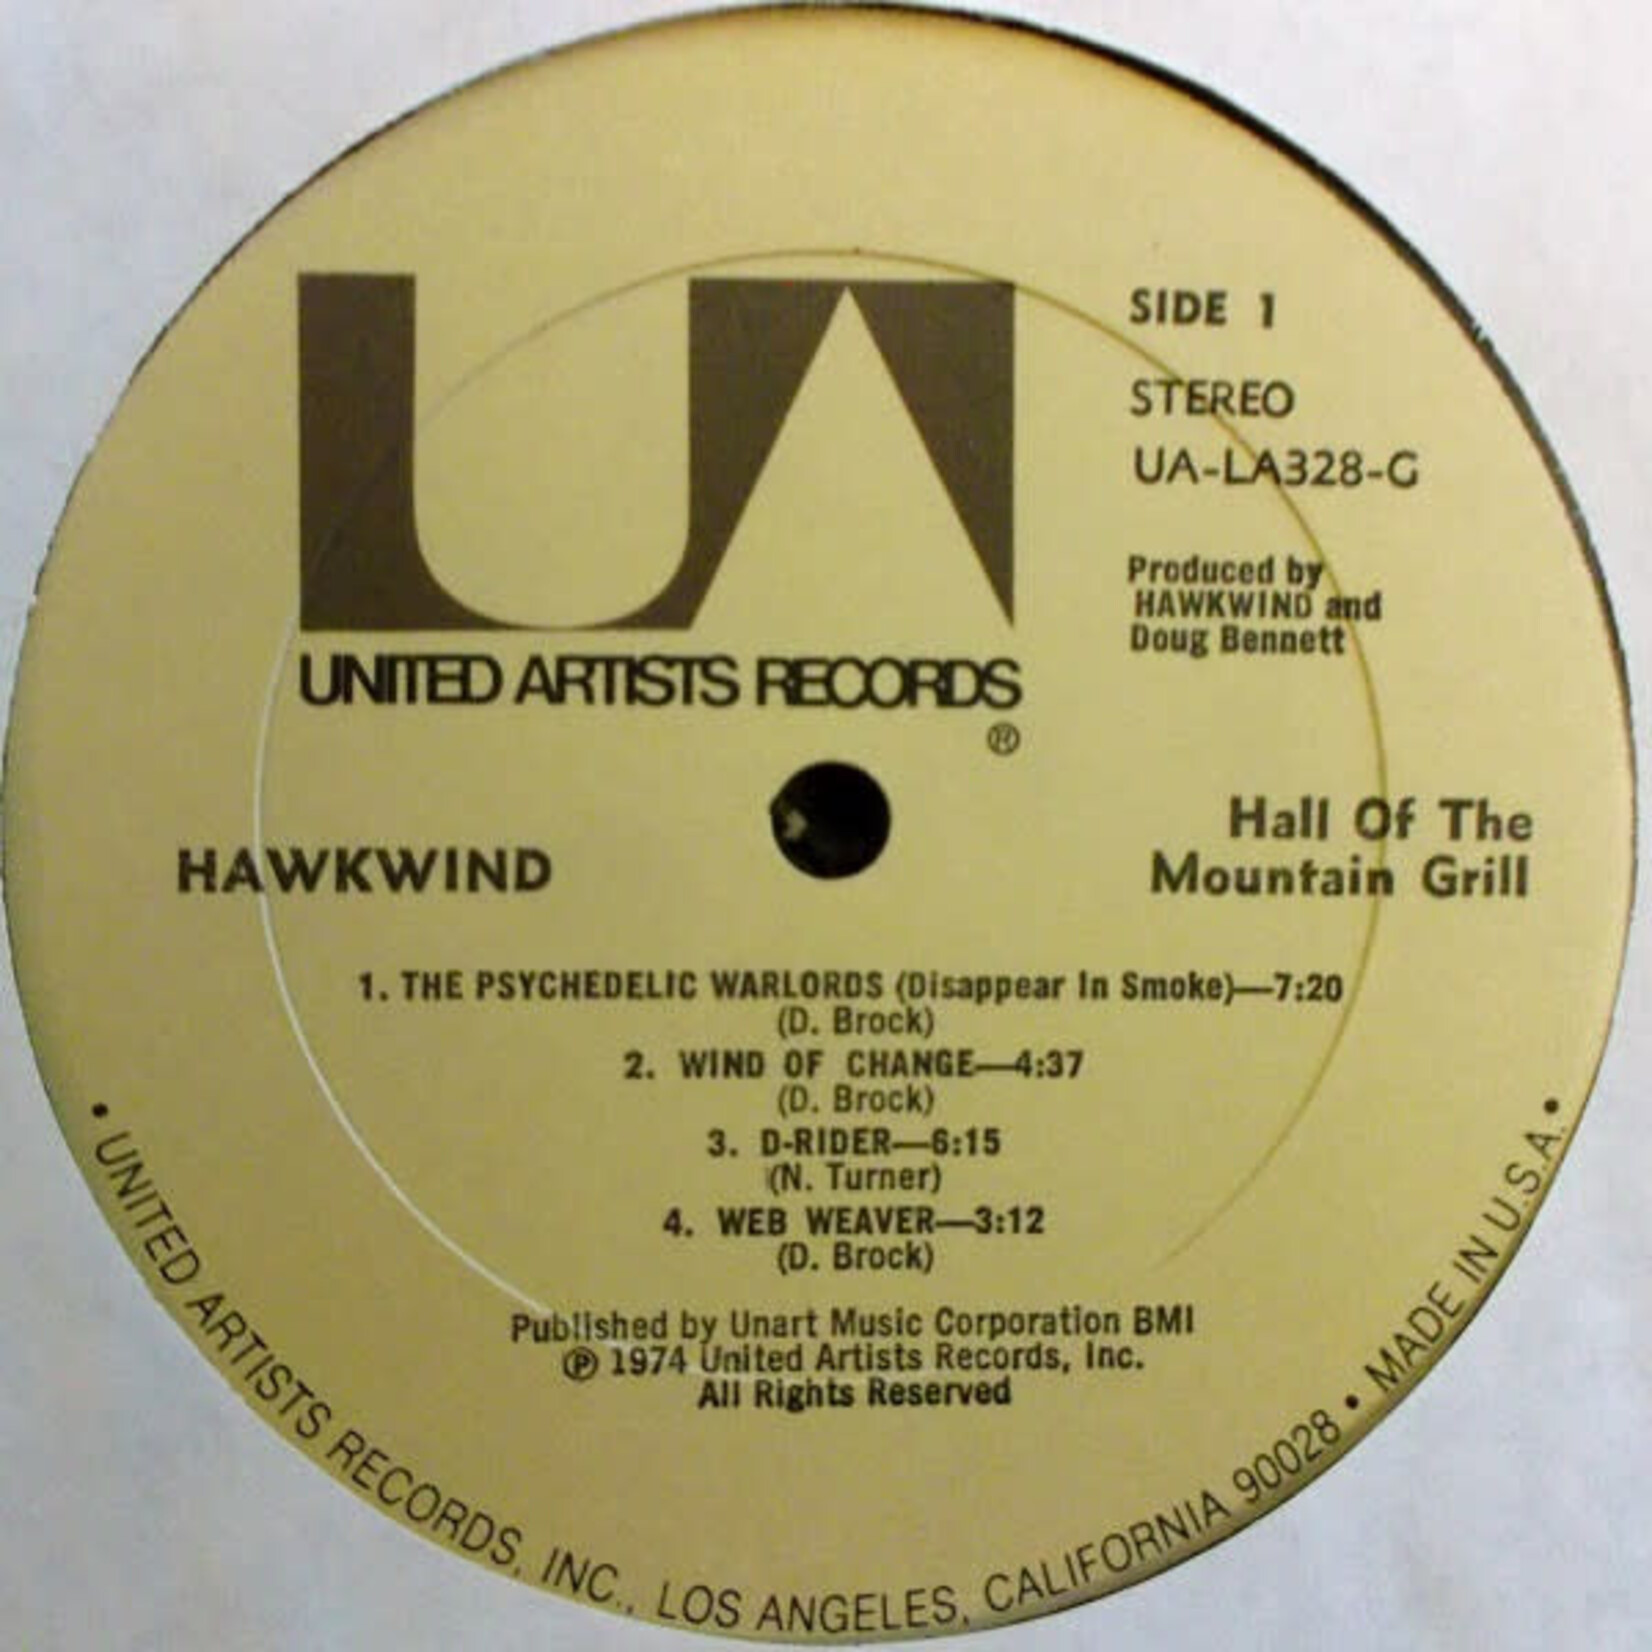 UA
UNITED ARTISTS RECORDS
®
SIDE 1
STEREO
UA-LA328-G
Produced by
HAWKWIND and
Doug Bennett
HAWKWIND
Hall Of The
Mountain Grill
1. THE PSYCHEDELIC WARLORDS (Disappear In Smoke)—7:20
(D. Brock)
2. WIND OF CHANGE—4:37
(D. Brock)
3. D-RIDER—6:15
(N. Turner)
4. WEB WEAVER—3:12
(D. Brock)
Published by Unart Music Corporation BMI
℗ 1974 United Artists Records, Inc.
All Rights Reserved
• UNITED ARTISTS RECORDS, INC., LOS ANGELES, CALIFORNIA 90028 • MADE IN U.S.A. •